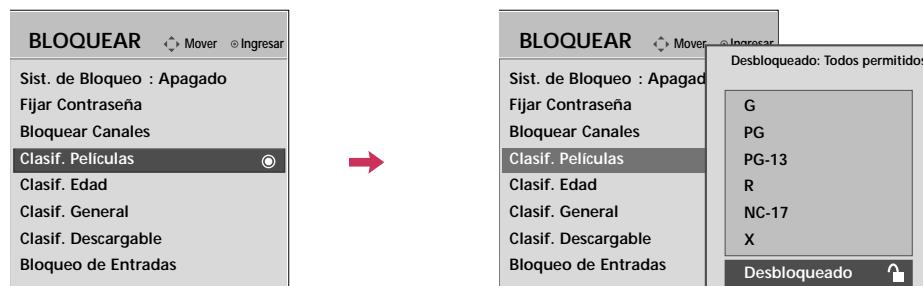 BLOQUEAR Mover Ingresar
Sist. de Bloqueo : Apagado
Fijar Contraseña
Bloquear Canales
Clasif. Películas
Clasif. Edad
Clasif. General
Clasif. Descargable
Bloqueo de Entradas
BLOQUEAR Mover Ingresar
Sist. de Bloqueo : Apagad
Fijar Contraseña
Bloquear Canales
Clasif. Películas
Clasif. Edad
Clasif. General
Clasif. Descargable
Bloqueo de Entradas
Desbloqueado: Todos permitidos
G
PG
PG-13
R
NC-17
X
Desbloqueado